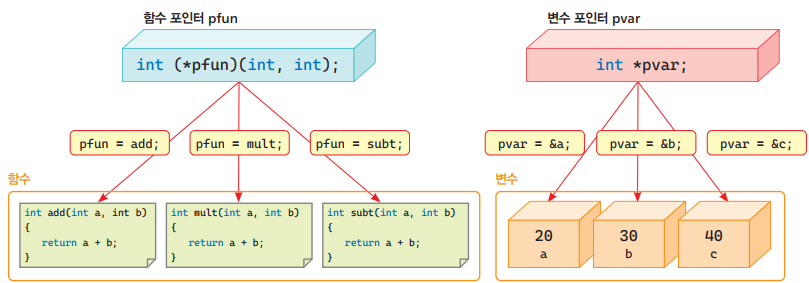 함수 포인터 pfun
int (*pfun)(int, int);
pfun = add;
pfun = mult;
pfun = subt;
함수
int add(int a, int b)
{
return a + b;
}
int mult(int a, int b)
{
return a + b;
}
int subt(int a, int b)
{
return a + b;
}
변수 포인터 pvar
int *pvar;
pvar = &a;
pvar = &b;
pvar = &c;
변수
20
a
30
b
40
c